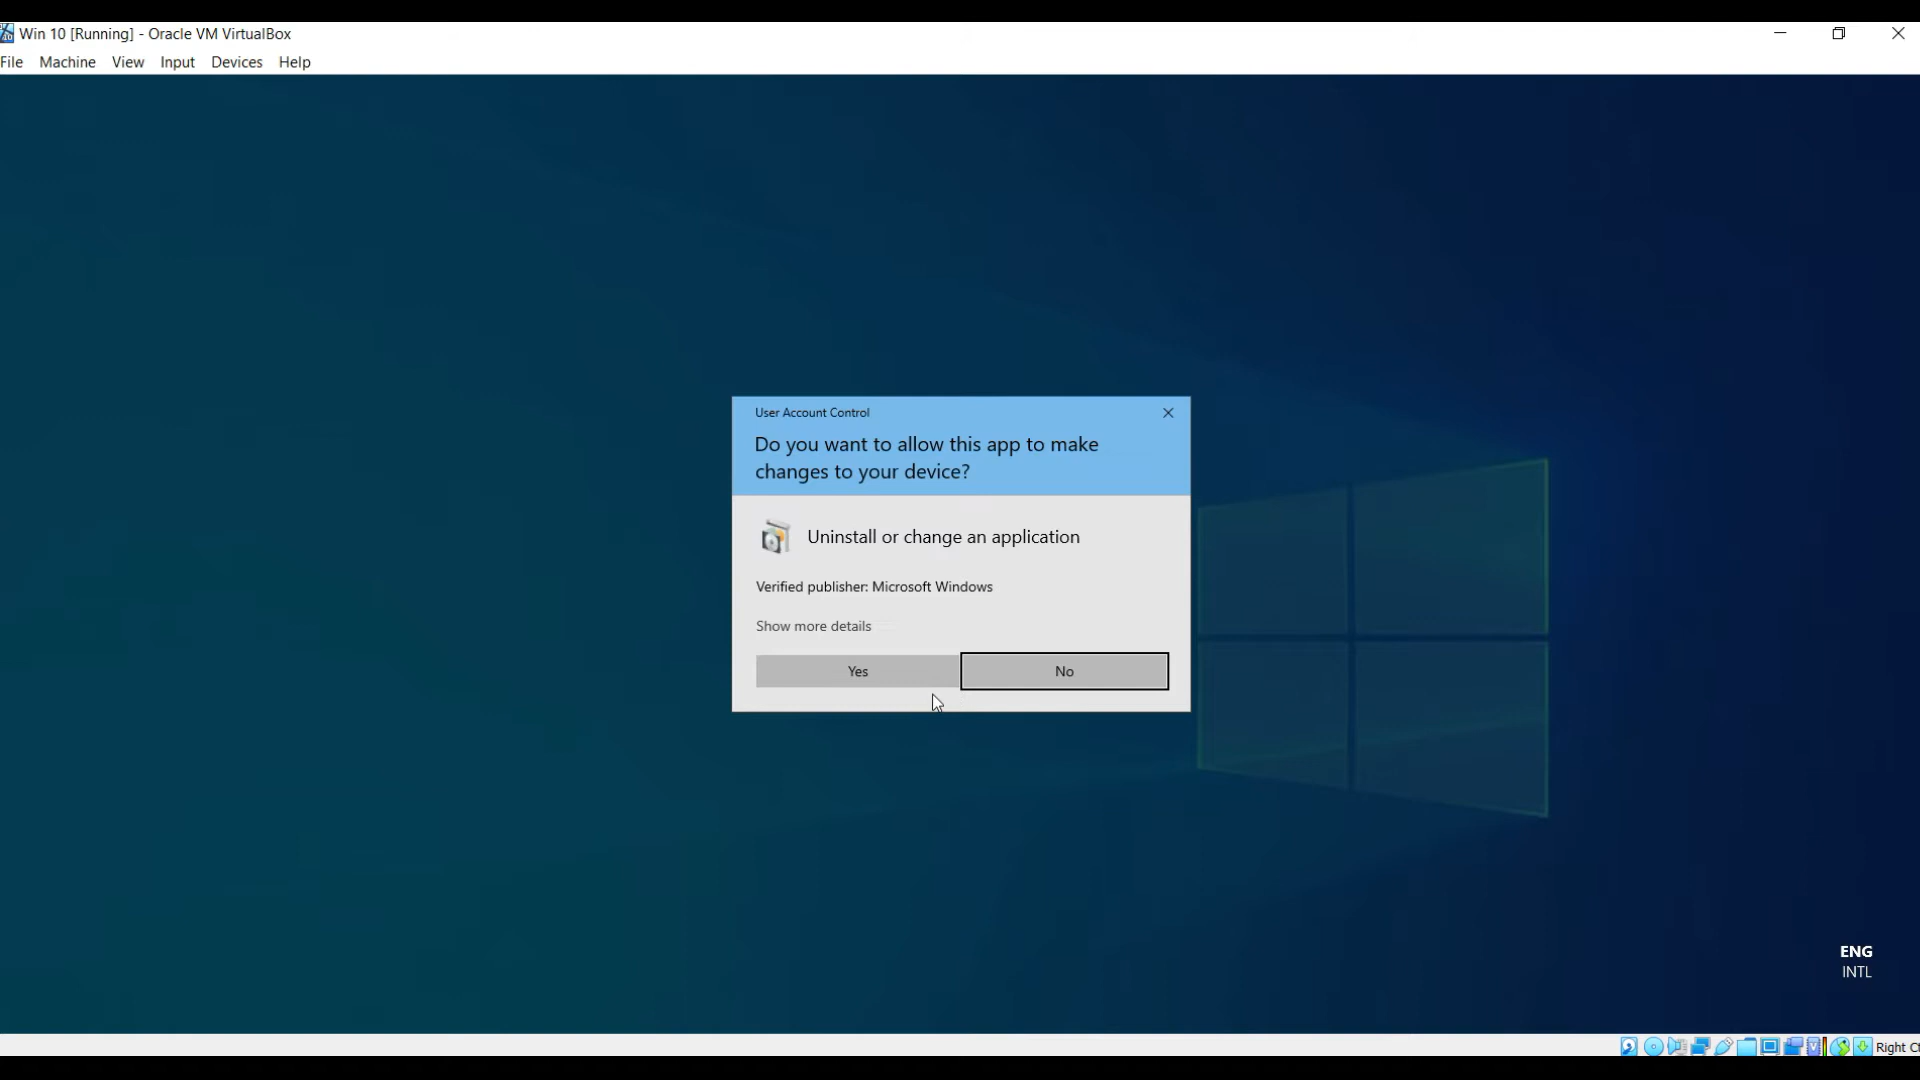 Win 10 [Running] - Oracle VM VirtualBox
File Machine View Input Devices Help
User Account Control
Do you want to allow this app to make
changes to your device?
Uninstall or change an application
Verified publisher: Microsoft Windows
Show more details
Yes No
ENG
INTL
Right Ct